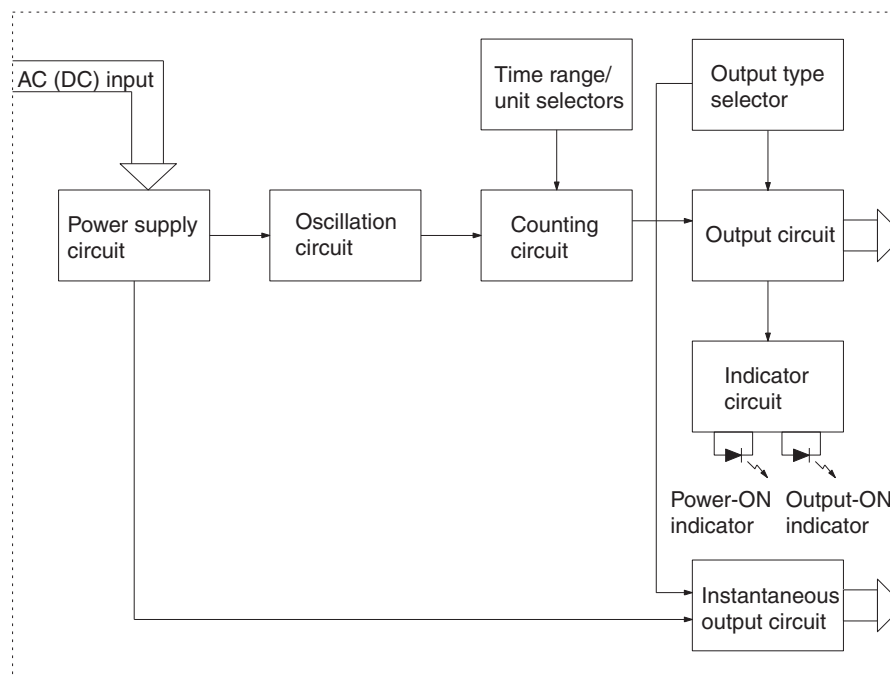 AC (DC) input
Time range/
unit selectors
Output type
selector
Power supply
circuit
Oscillation
circuit
Counting
circuit
Output circuit
Indicator
circuit
Power-ON
indicator
Output-ON
indicator
Instantaneous
output circuit